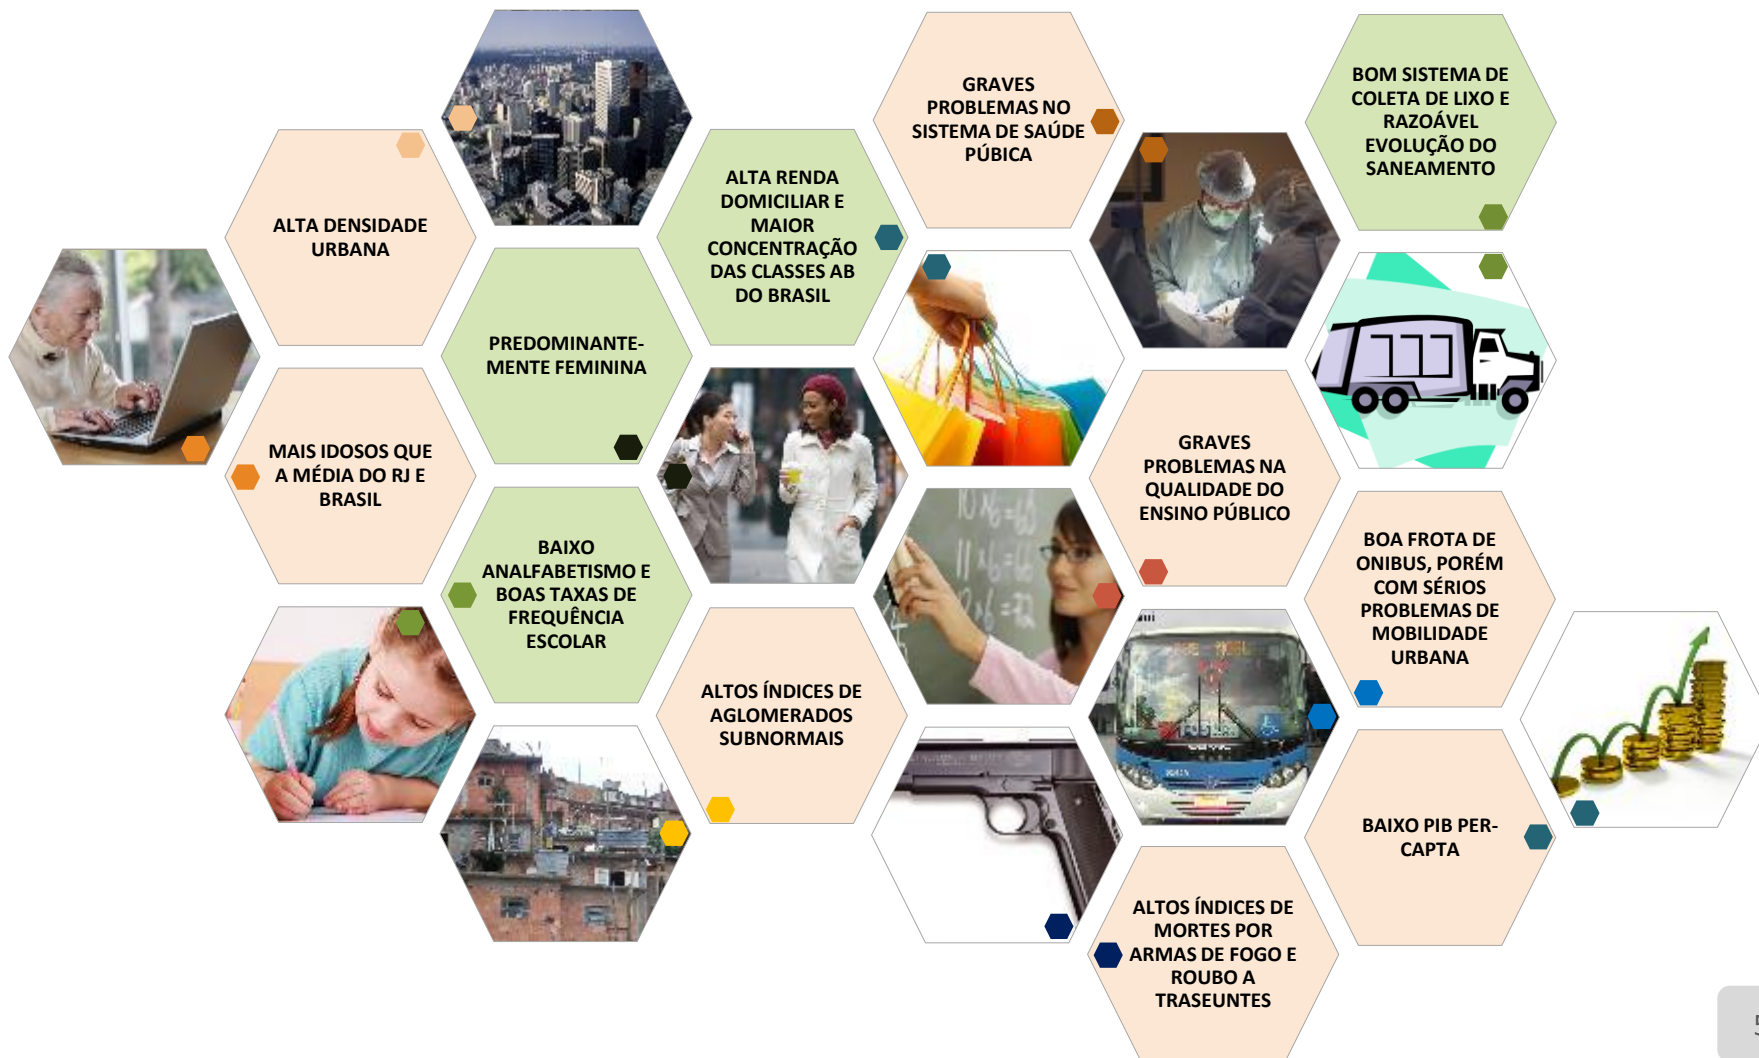 GRAVES
PROBLEMAS NO
SISTEMA DE SAÚDE
PÚBICA
BOM SISTEMA DE
COLETA DE LIXO E
RAZOÁVEL
EVOLUÇÃO DO
SANEAMENTO
ALTA DENSIDADE
URBANA
ALTA RENDA
DOMICILIAR E
MAIOR
CONCENTRAÇÃO
DAS CLASSES AB
DO BRASIL
PREDOMINANTE-
MENTE FEMININA
MAIS IDOSOS QUE
A MÉDIA DO RJ E
BRASIL
GRAVES
PROBLEMAS NA
QUALIDADE DO
ENSINO PÚBLICO
BAIXO
ANALFABETISMO E
BOAS TAXAS DE
FREQUÊNCIA
ESCOLAR
10x6=60
11x6=66
BOA FROTA DE
ONIBUS, PORÉM
COM SÉRIOS
PROBLEMAS DE
MOBILIDADE
URBANA
ALTOS ÍNDICES DE
AGLOMERADOS
SUBNORMAIS
BAIXO PIB PER-
CAPTA
ALTOS ÍNDICES DE
MORTES POR
ARMAS DE FOGO E
ROUBO A
TRASEUNTES